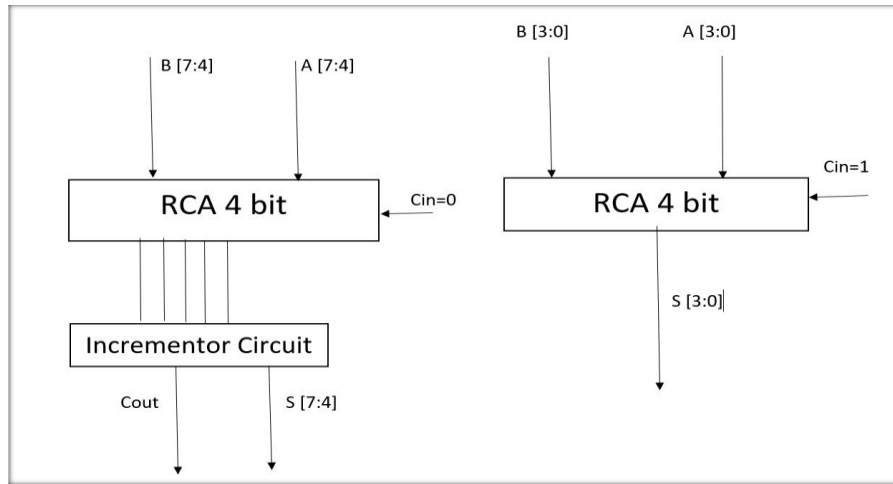 B [3:0]
A [3:0]
B [7:4]
A [7:4]
Cin=1
RCA 4 bit
Cin=0
RCA 4 bit
S [3:0]
Incrementor Circuit
Cout
S [7:4]